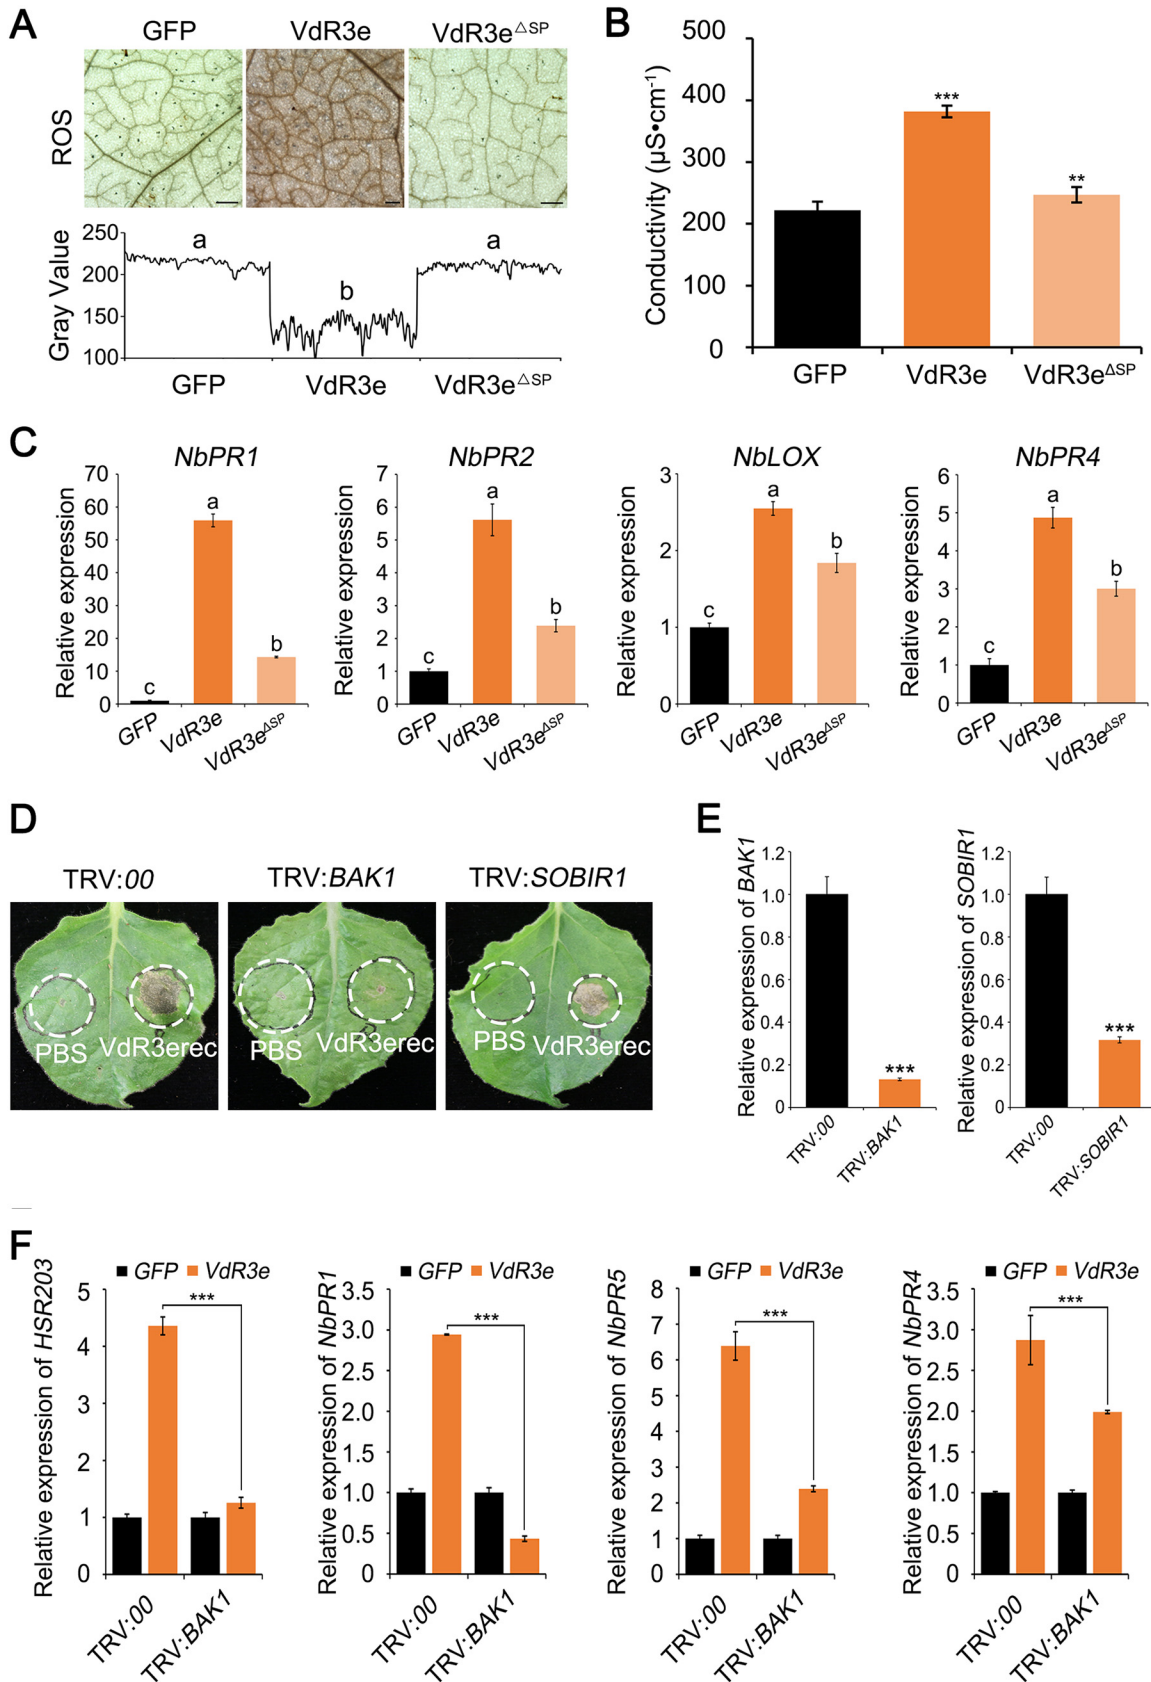 A
GFP
VdR3e
VdR3e△SP
ROS
Gray Value
250
200
150
100
a
b
a
GFP
VdR3e
VdR3e△SP
B
Conductivity (μS•cm-1)
500
400
300
200
100
0
***
**
GFP
VdR3e
VdR3eΔSP
C
NbPR1
Relative expression
70
60
50
40
30
20
10
0
c
a
b
GFP
VdR3e
VdR3eΔSP
NbPR2
Relative expression
7
6
5
4
3
2
1
0
c
a
b
GFP
VdR3e
VdR3eΔSP
NbLOX
Relative expression
3
2
1
0
c
a
b
GFP
VdR3e
VdR3eΔSP
NbPR4
Relative expression
6
5
4
3
2
1
0
c
a
b
GFP
VdR3e
VdR3eΔSP
D
TRV:00
TRV:BAK1
TRV:SOBIR1
PBS
VdR3erec
PBS
VdR3erec
PBS
VdR3erec
E
Relative expression of BAK1
1.2
1.0
0.8
0.6
0.4
0.2
0
***
TRV:00
TRV:BAK1
Relative expression of SOBIR1
1.2
1.0
0.8
0.6
0.4
0.2
0
***
TRV:00
TRV:SOBIR1
F
GFP VdR3e
Relative expression of HSR203
5
4
3
2
1
0
***
TRV:00
TRV:BAK1
GFP VdR3e
Relative expression of NbPR1
3.5
3.0
2.5
2.0
1.5
1.0
0.5
0
***
TRV:00
TRV:BAK1
GFP VdR3e
Relative expression of NbPR5
8
7
6
5
4
3
2
1
0
***
TRV:00
TRV:BAK1
GFP VdR3e
Relative expression of NbPR4
3.5
3.0
2.5
2.0
1.5
1.0
0.5
0
***
TRV:00
TRV:BAK1